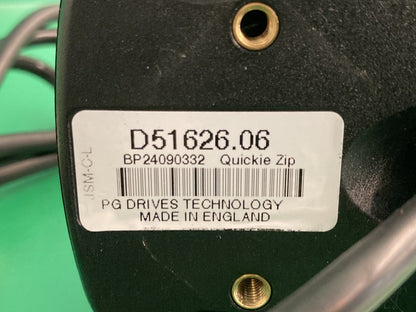 D51626.06
BP24090332 Quickie Zip
PG DRIVES TECHNOLOGY
MADE IN ENGLAND
JSM-C-L